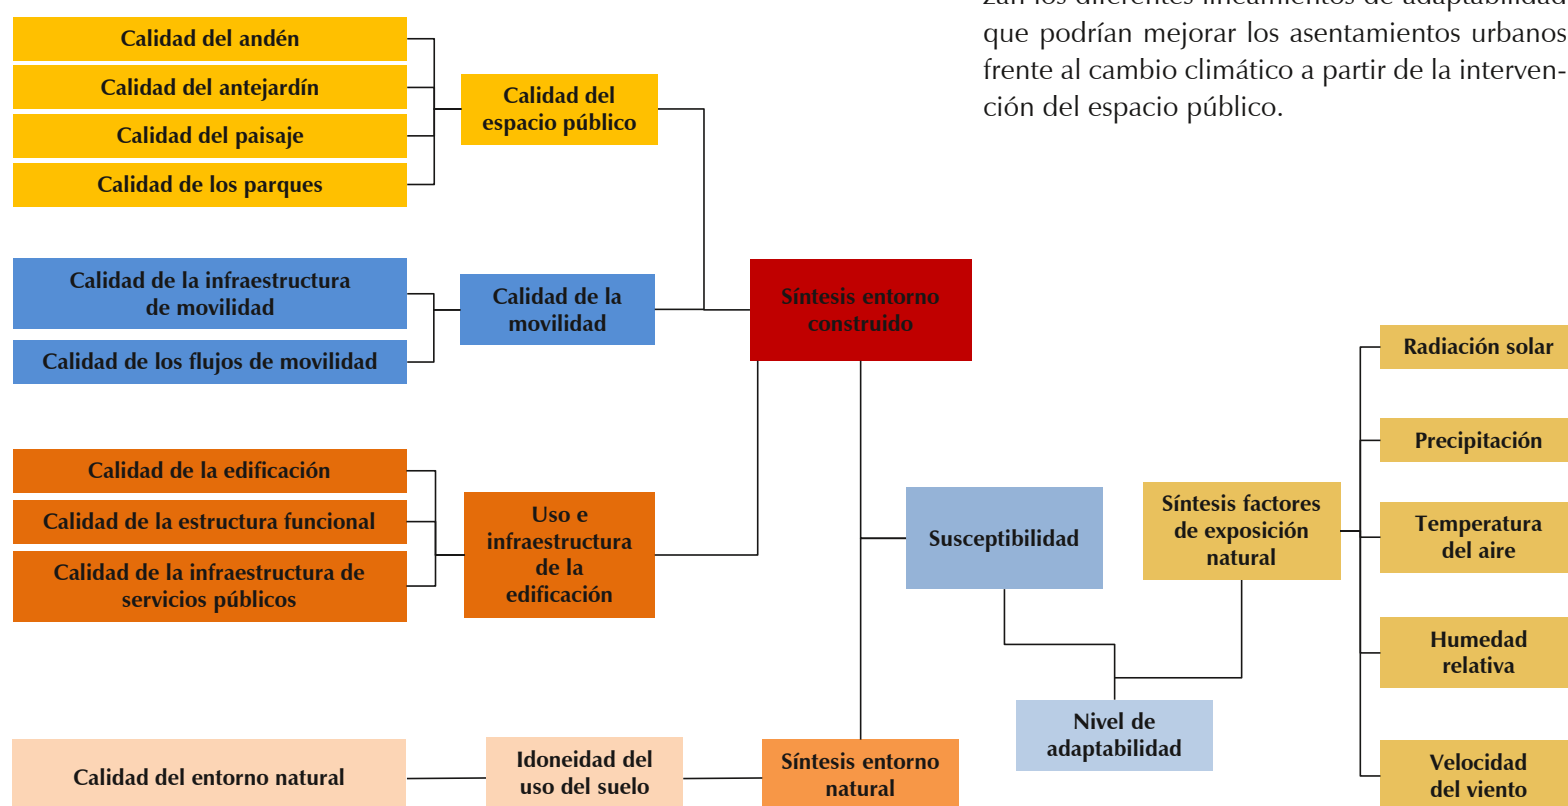 zan los diferentes lineamientos de adaptabilidad
que podrían mejorar los asentamientos urbanos
frente al cambio climático a partir de la interven-
ción del espacio público.
Calidad del andén
Calidad del antejardín
Calidad del paisaje
Calidad de los parques
Calidad del
espacio público
Calidad de la infraestructura
de movilidad
Calidad de los flujos de movilidad
Calidad de la
movilidad
Síntesis entorno
construido
Calidad de la edificación
Calidad de la estructura funcional
Calidad de la infraestructura de
servicios públicos
Uso e
infraestructura
de la
edificación
Calidad del entorno natural
Idoneidad del
uso del suelo
Síntesis entorno
natural
Susceptibilidad
Nivel de
adaptabilidad
Síntesis factores
de exposición
natural
Radiación solar
Precipitación
Temperatura
del aire
Humedad
relativa
Velocidad
del viento